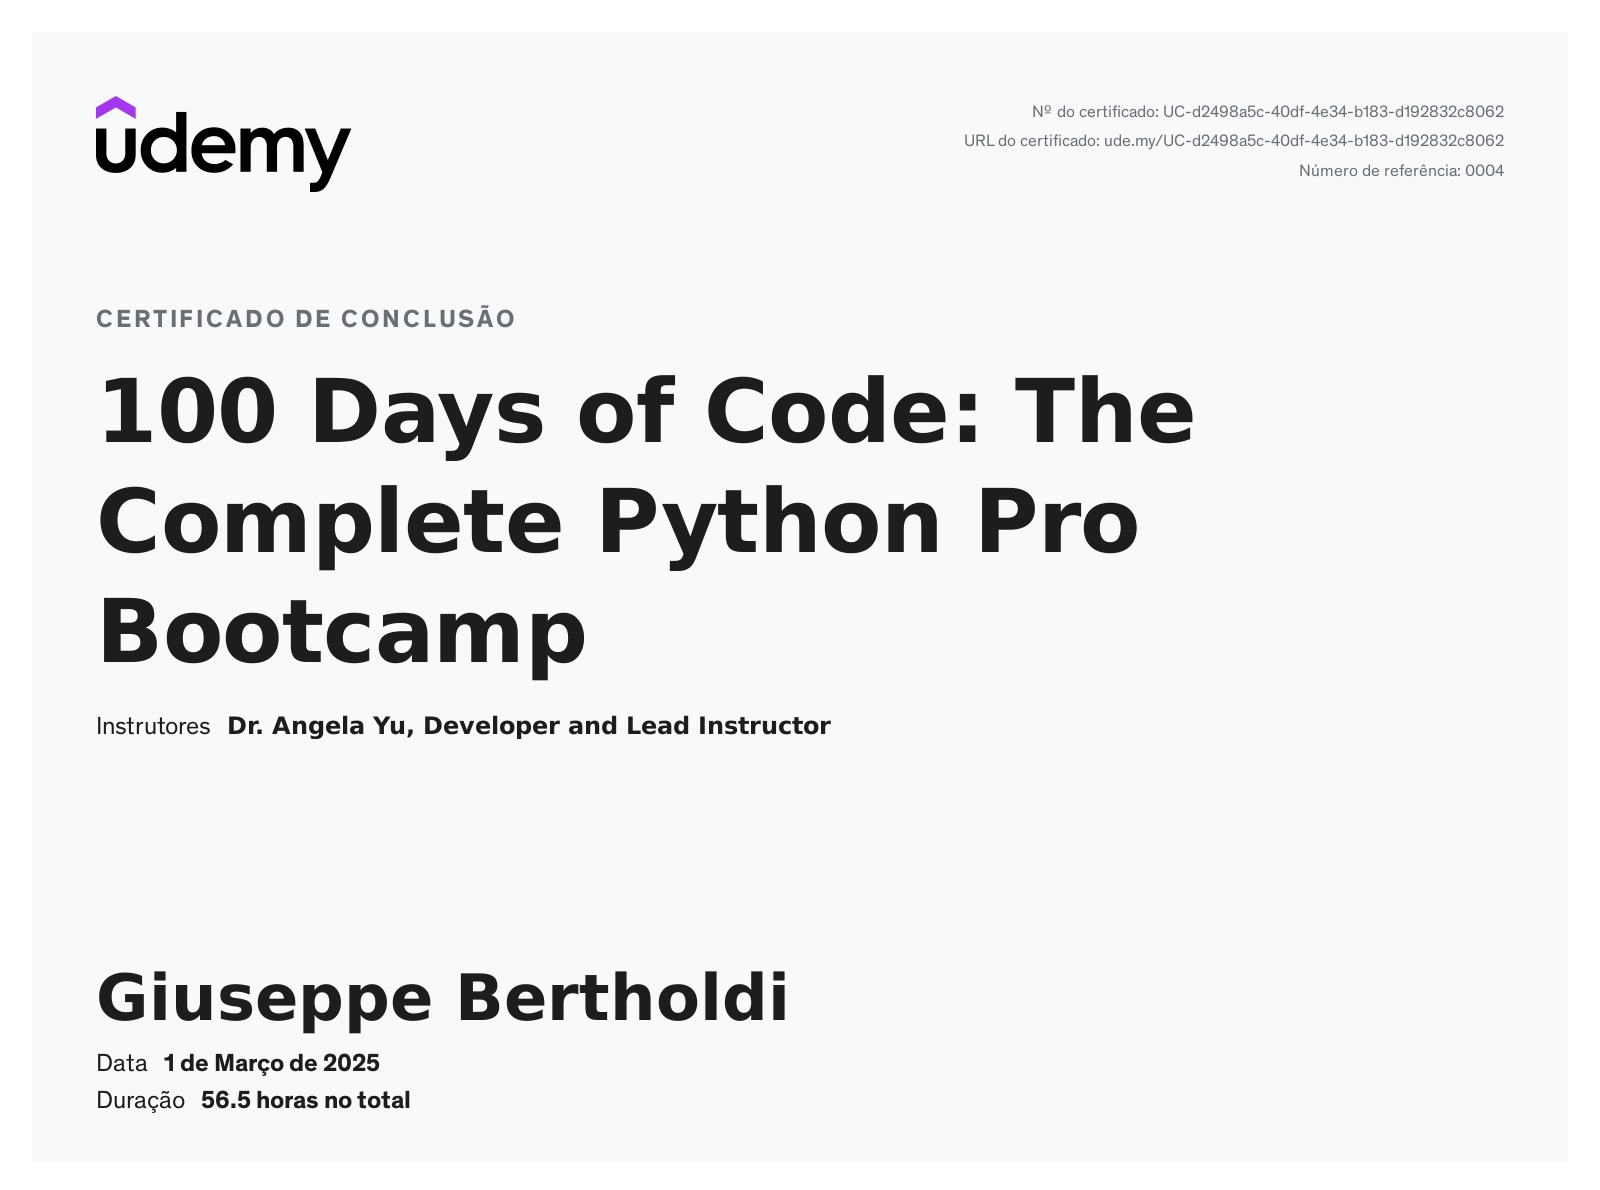 udemy
Nº do certificado: UC-d2498a5c-40df-4e34-b183-d192832c8062
URL do certificado: ude.my/UC-d2498a5c-40df-4e34-b183-d192832c8062
Número de referência: 0004
CERTIFICADO DE CONCLUSÃO
100 Days of Code: The
Complete Python Pro
Bootcamp
Instrutores Dr. Angela Yu, Developer and Lead Instructor
Giuseppe Bertholdi
Data 1 de Março de 2025
Duração 56.5 horas no total